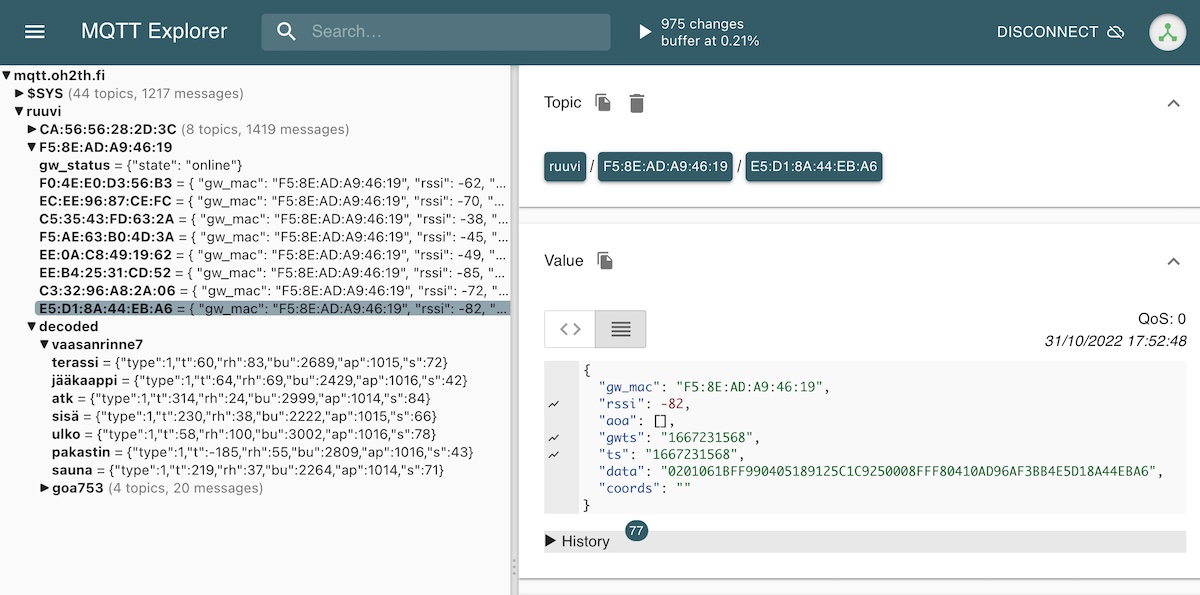 MQTT Explorer
Search...
975 changes
buffer at 0.21%
DISCONNECT
mqtt.oh2th.fi
$SYS (44 topics, 1217 messages)
ruuvi
CA:56:56:28:2D:3C (8 topics, 1419 messages)
F5:8E:AD:A9:46:19
gw_status = {"state": "online"}
F0:4E:E0:D3:56:B3 = { "gw_mac": "F5:8E:AD:A9:46:19", "rssi": -62, "...
EC:EE:96:87:CE:FC = { "gw_mac": "F5:8E:AD:A9:46:19", "rssi": -70, "...
C5:35:43:FD:63:2A = { "gw_mac": "F5:8E:AD:A9:46:19", "rssi": -38, "...
F5:AE:63:B0:4D:3A = { "gw_mac": "F5:8E:AD:A9:46:19", "rssi": -45, "...
EE:0A:C8:49:19:62 = { "gw_mac": "F5:8E:AD:A9:46:19", "rssi": -49, "...
EE:B4:25:31:CD:52 = { "gw_mac": "F5:8E:AD:A9:46:19", "rssi": -85, "...
C3:32:96:A8:2A:06 = { "gw_mac": "F5:8E:AD:A9:46:19", "rssi": -72, "...
E5:D1:8A:44:EB:A6 = { "gw_mac": "F5:8E:AD:A9:46:19", "rssi": -82, "...
decoded
vaasanrinne7
terassi = {"type":1,"t":60,"rh":83,"bu":2689,"ap":1015,"s":72}
jääkaappi = {"type":1,"t":64,"rh":69,"bu":2429,"ap":1016,"s":42}
atk = {"type":1,"t":314,"rh":24,"bu":2999,"ap":1014,"s":84}
sisä = {"type":1,"t":230,"rh":38,"bu":2222,"ap":1015,"s":66}
ulko = {"type":1,"t":58,"rh":100,"bu":3002,"ap":1016,"s":78}
pakastin = {"type":1,"t":-185,"rh":55,"bu":2809,"ap":1016,"s":43}
sauna = {"type":1,"t":219,"rh":37,"bu":2264,"ap":1014,"s":71}
goa753 (4 topics, 20 messages)
Topic
ruuvi / F5:8E:AD:A9:46:19 / E5:D1:8A:44:EB:A6
Value
QoS: 0
31/10/2022 17:52:48
{
"gw_mac": "F5:8E:AD:A9:46:19",
"rssi": -82,
"aoa": [],
"gwts": "1667231568",
"ts": "1667231568",
"data": "0201061BFF990405189125C1C9250008FFF80410AD96AF3BB4E5D18A44EBA6",
"coords": ""
}
History 77